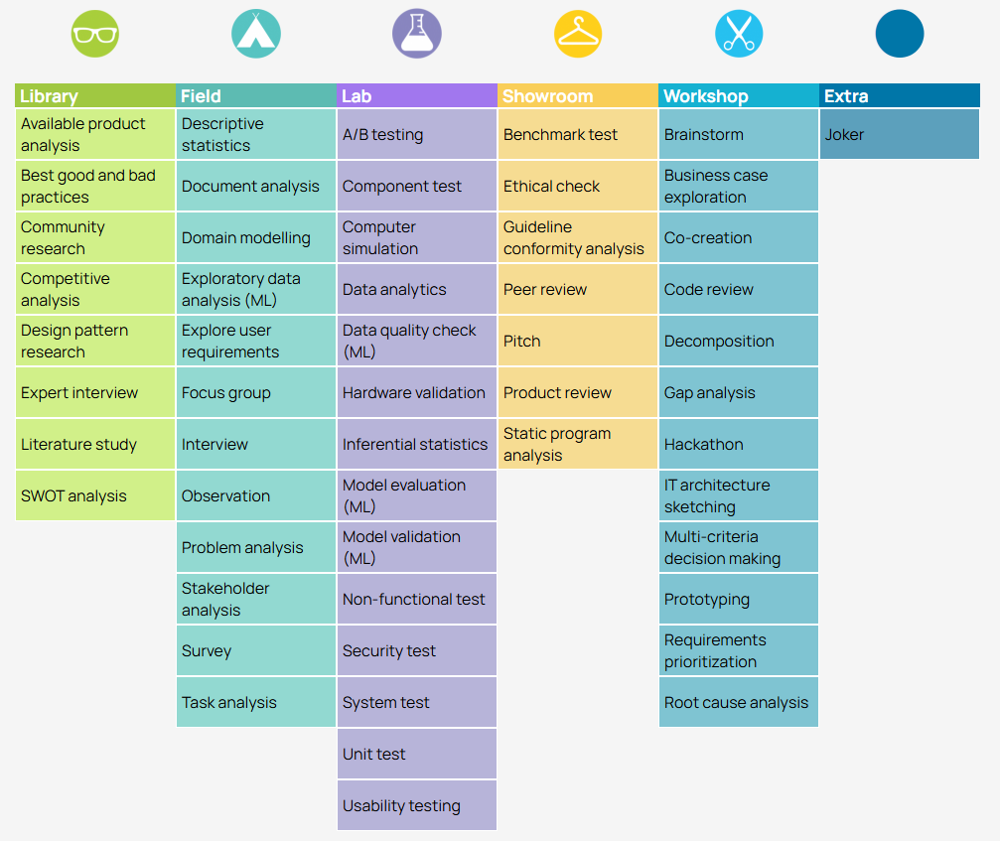 Library
Field
Lab
Showroom
Workshop
Extra
Available product
analysis
Descriptive
statistics
A/B testing
Benchmark test
Brainstorm
Joker
Best good and bad
practices
Document analysis
Component test
Ethical check
Business case
exploration
Community
research
Domain modelling
Computer
simulation
Guideline
conformity analysis
Co-creation
Competitive
analysis
Exploratory data
analysis (ML)
Data analytics
Peer review
Code review
Design pattern
research
Explore user
requirements
Data quality check
(ML)
Pitch
Decomposition
Expert interview
Focus group
Hardware validation
Product review
Gap analysis
Literature study
Interview
Inferential statistics
Static program
analysis
Hackathon
SWOT analysis
Observation
Model evaluation
(ML)
IT architecture
sketching
Problem analysis
Model validation
(ML)
Multi-criteria
decision making
Stakeholder
analysis
Non-functional test
Prototyping
Survey
Security test
Requirements
prioritization
Task analysis
System test
Root cause analysis
Unit test
Usability testing